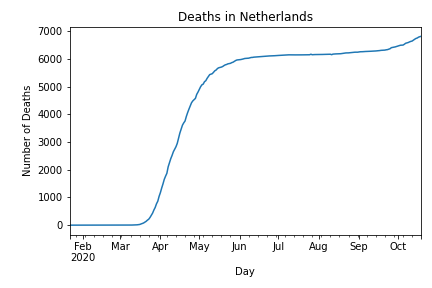 Deaths in Netherlands
7000
6000
5000
4000
3000
2000
1000
0
Number of Deaths
Feb Mar Apr May Jun Jul Aug Sep Oct
2020
Day